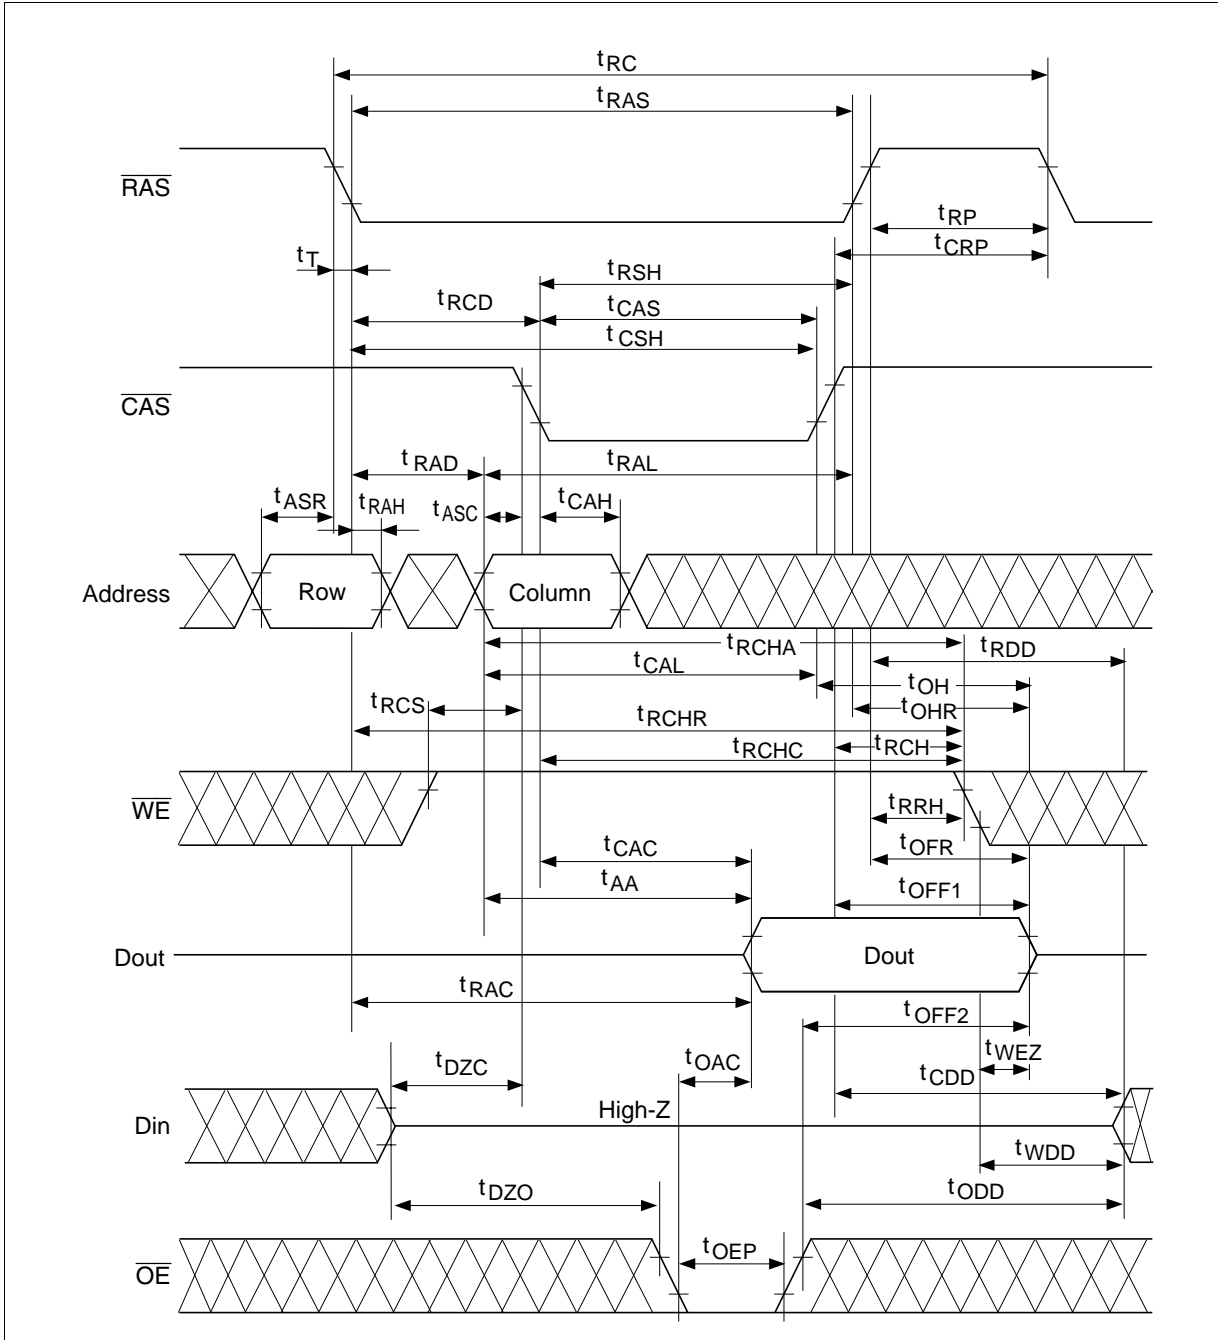 tRC
tRAS
RAS
tRP
tT
tCRP
tRSH
tRCD
tCAS
tCSH
CAS
tRAD
tRAL
tASR
tRAH
tASC
tCAH
Address
Row
Column
tRCHA
tRDD
tCAL
tOH
tRCS
tOHR
tRCHR
tRCHC
tRCH
WE
tRRH
tCAC
tOFR
tAA
tOFF1
Dout
Dout
tRAC
tOFF2
tWEZ
tDZC
tOAC
tCDD
High-Z
Din
tWDD
tDZO
tODD
tOEP
OE